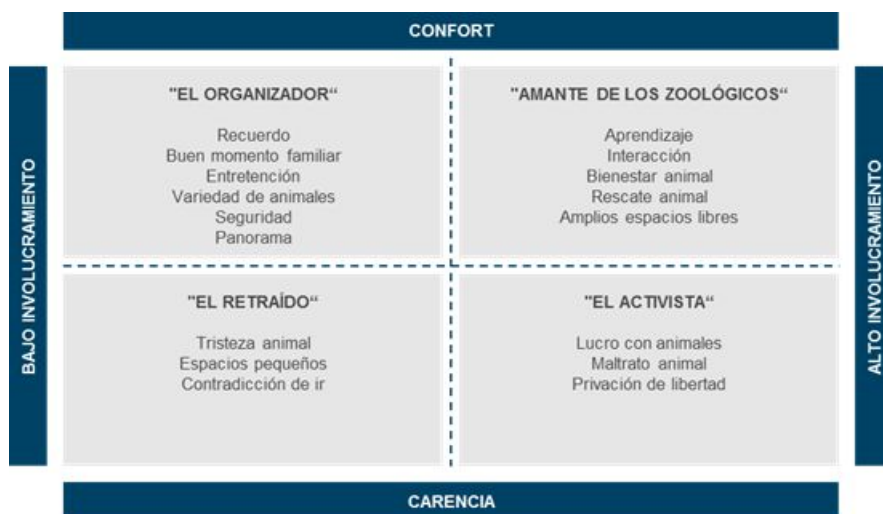 CONFORT
BAJO INVOLUCRAMIENTO
"EL ORGANIZADOR“
Recuerdo
Buen momento familiar
Entretención
Variedad de animales
Seguridad
Panorama
"AMANTE DE LOS ZOOLÓGICOS“
Aprendizaje
Interacción
Bienestar animal
Rescate animal
Amplios espacios libres
"EL RETRAÍDO“
Tristeza animal
Espacios pequeños
Contradicción de ir
"EL ACTIVISTA“
Lucro con animales
Maltrato animal
Privación de libertad
ALTO INVOLUCRAMIENTO
CARENCIA